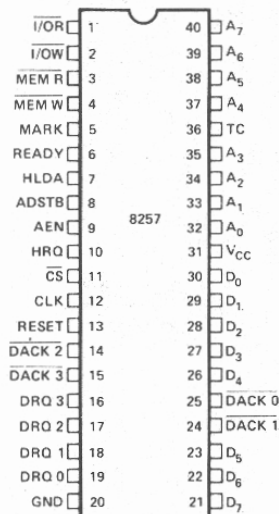 I/OR 1 40 A7
I/OW 2 39 A6
MEM R 3 38 A5
MEM W 4 37 A4
MARK 5 36 TC
READY 6 35 A3
HLDA 7 34 A2
ADSTB 8 33 A1
AEN 9 8257 32 A0
HRQ 10 31 VCC
CS 11 30 D0
CLK 12 29 D1
RESET 13 28 D2
DACK 2 14 27 D3
DACK 3 15 26 D4
DRQ 3 16 25 DACK 0
DRQ 2 17 24 DACK 1
DRQ 1 18 23 D5
DRQ 0 19 22 D6
GND 20 21 D7